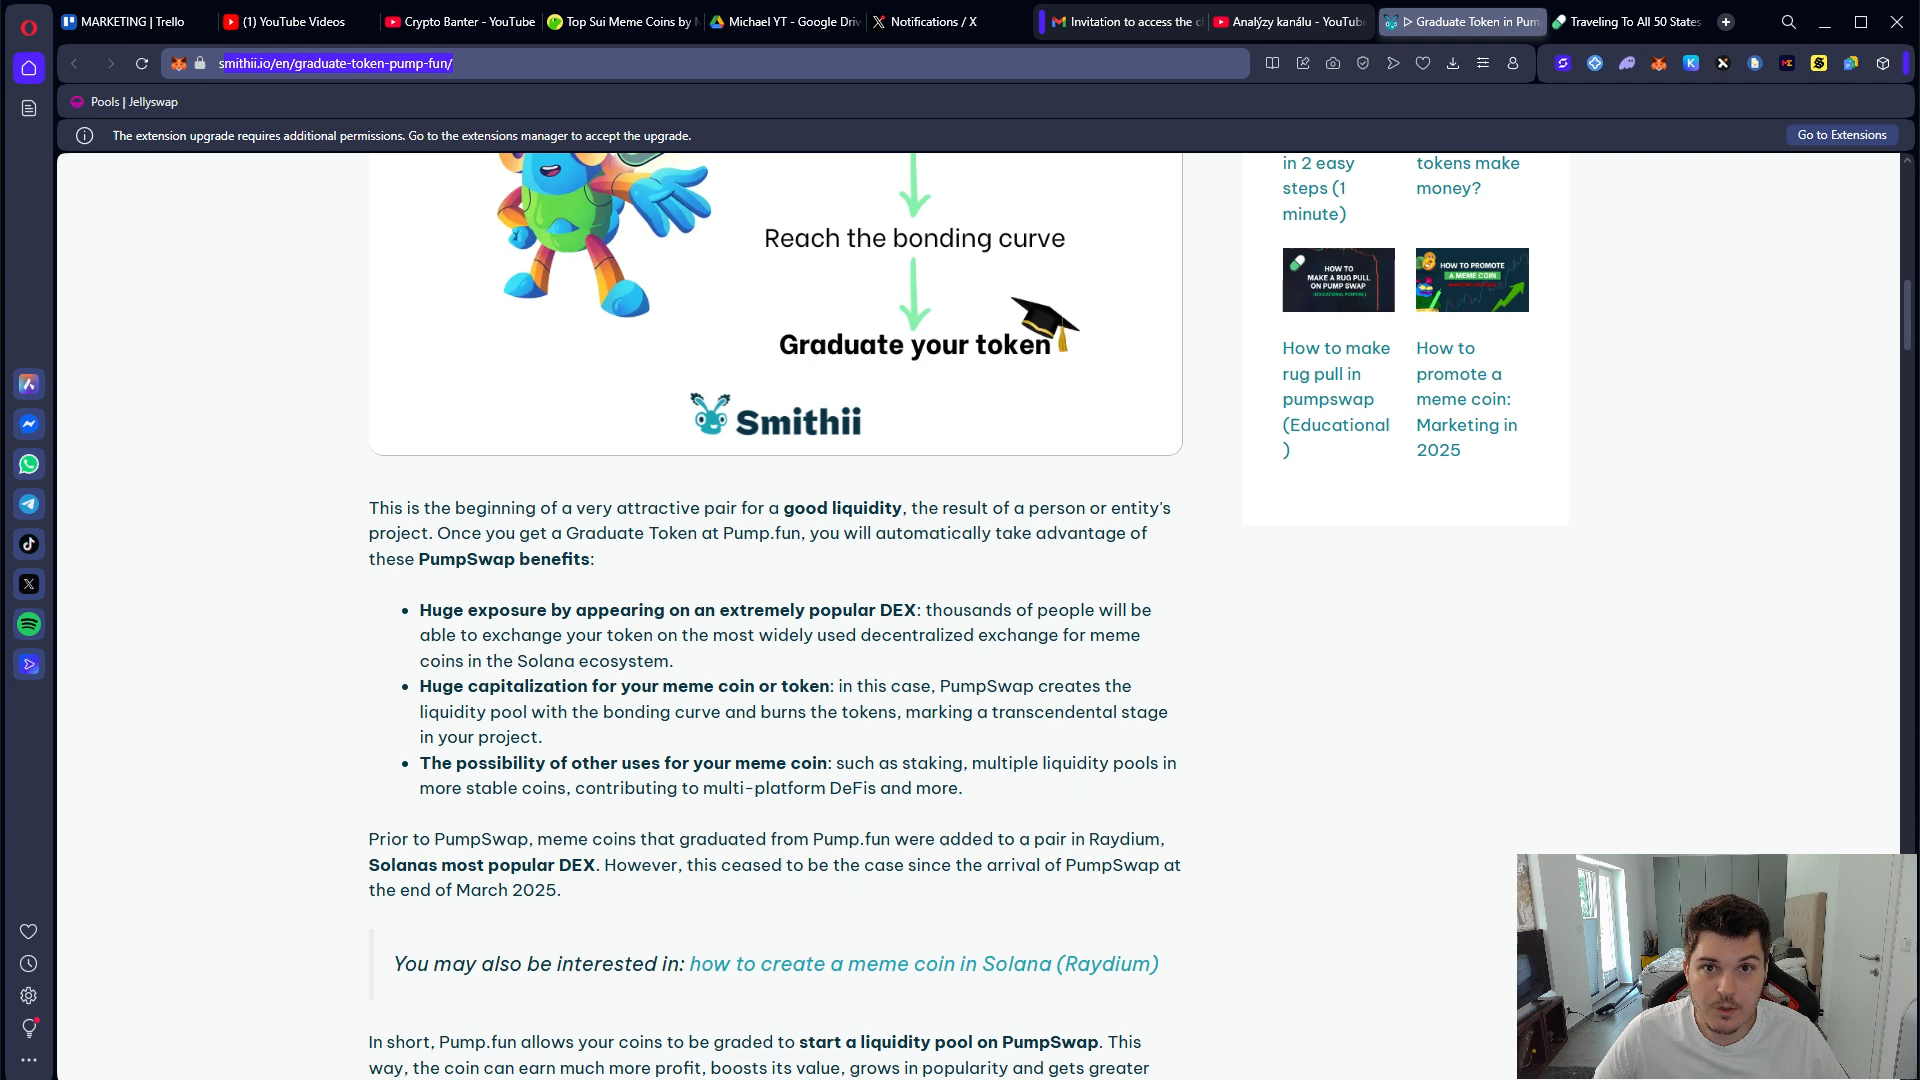 MARKETING | Trello
(1) YouTube Videos
Crypto Banter - YouTube
Top Sui Meme Coins by
Michael YT - Google Driv
Notifications / X
Invitation to access the
Analýzy kanálu - YouTub
Graduate Token in Pum
Traveling To All 50 States
smithii.io/en/graduate-token-pump-fun/
Pools | Jellyswap
The extension upgrade requires additional permissions. Go to the extensions manager to accept the upgrade.
Go to Extensions
Reach the bonding curve
Graduate your token
Smithii
in 2 easy
steps (1
minute)
tokens make
money?
HOW TO
MAKE A RUG PULL
ON PUMP SWAP
(EDUCATIONAL PURPOSE)
HOW TO PROMOTE
A MEME COIN
How to make
rug pull in
pumpswap
(Educational
)
How to
promote a
meme coin:
Marketing in
2025
This is the beginning of a very attractive pair for a good liquidity, the result of a person or entity's
project. Once you get a Graduate Token at Pump.fun, you will automatically take advantage of
these PumpSwap benefits:
• Huge exposure by appearing on an extremely popular DEX: thousands of people will be
able to exchange your token on the most widely used decentralized exchange for meme
coins in the Solana ecosystem.
• Huge capitalization for your meme coin or token: in this case, PumpSwap creates the
liquidity pool with the bonding curve and burns the tokens, marking a transcendental stage
in your project.
• The possibility of other uses for your meme coin: such as staking, multiple liquidity pools in
more stable coins, contributing to multi-platform DeFis and more.
Prior to PumpSwap, meme coins that graduated from Pump.fun were added to a pair in Raydium,
Solanas most popular DEX. However, this ceased to be the case since the arrival of PumpSwap at
the end of March 2025.
You may also be interested in: how to create a meme coin in Solana (Raydium)
In short, Pump.fun allows your coins to be graded to start a liquidity pool on PumpSwap. This
way, the coin can earn much more profit, boosts its value, grows in popularity and gets greater